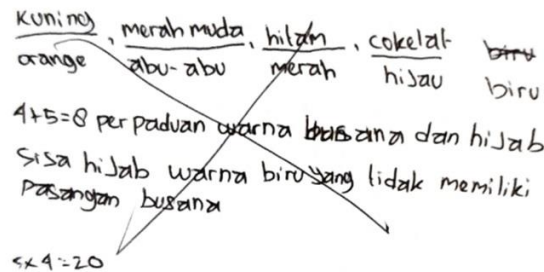 kuning, merah muda, hitam, cokelat biru
orange abu-abu merah hijau biru
4+5=8 perpaduan warna busana dan hijab
Sisa hijab warna biru yang tidak memiliki
pasangan busana
5x4=20